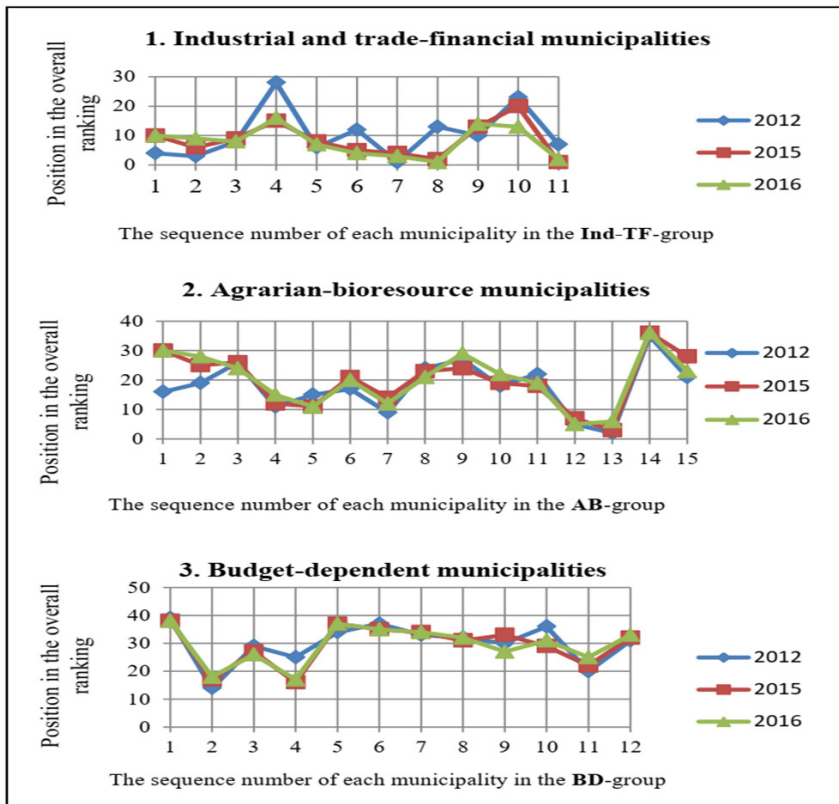 1. Industrial and trade-financial municipalities
Position in the overall
ranking
30
20
10
0
1 2 3 4 5 6 7 8 9 10 11
2012
2015
2016
The sequence number of each municipality in the Ind-TF-group
2. Agrarian-bioresource municipalities
Position in the overall
ranking
40
30
20
10
0
1 2 3 4 5 6 7 8 9 10 11 12 13 14 15
2012
2015
2016
The sequence number of each municipality in the AB-group
3. Budget-dependent municipalities
Position in the overall
ranking
50
40
30
20
10
0
1 2 3 4 5 6 7 8 9 10 11 12
2012
2015
2016
The sequence number of each municipality in the BD-group